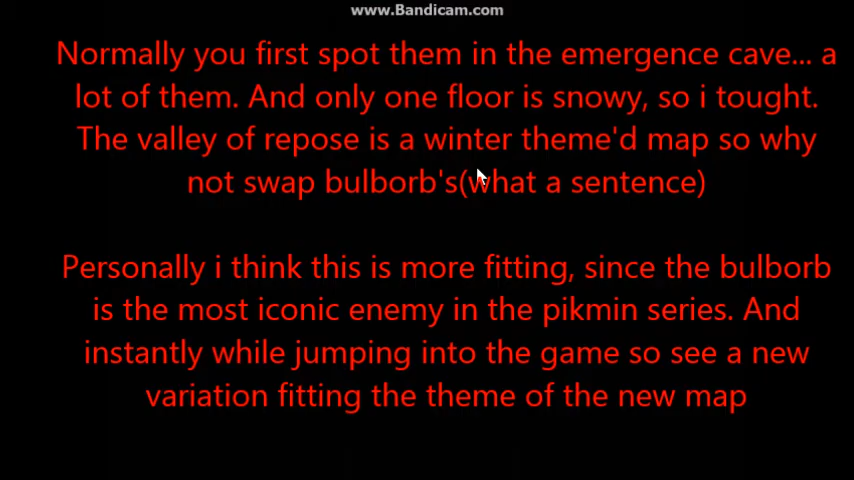 www.Bandicam.com
Normally you first spot them in the emergence cave... a
lot of them. And only one floor is snowy, so i tought.
The valley of repose is a winter theme'd map so why
not swap bulborb's(what a sentence)
Personally i think this is more fitting, since the bulborb
is the most iconic enemy in the pikmin series. And
instantly while jumping into the game so see a new
variation fitting the theme of the new map